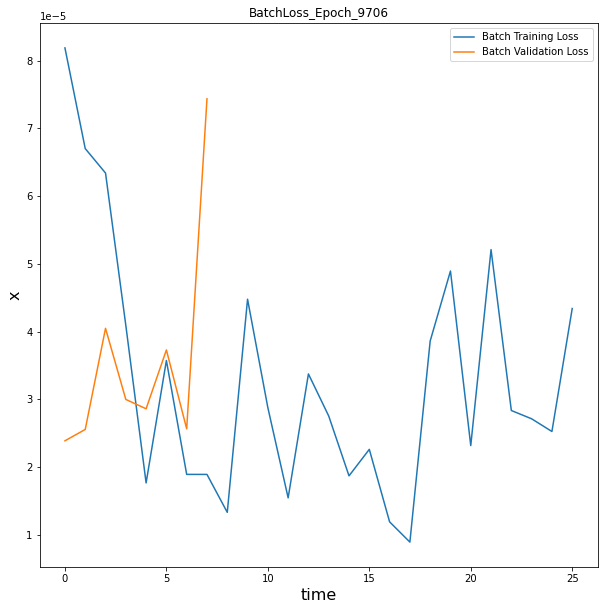 BatchLoss_Epoch_9706
1e−5
Batch Training Loss
Batch Validation Loss
8
7
6
5
4
3
2
1
x
0 5 10 15 20 25
time